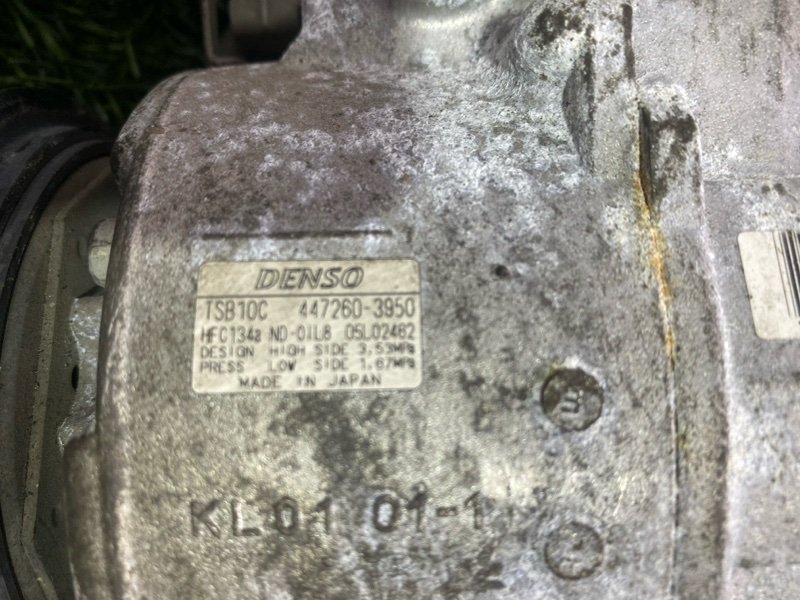 DENSO
TSB10C 447260-3950
HFC134a ND-OIL8 05L02482
DESIGN HIGH SIDE 3.53MPa
PRESS LOW SIDE 1.67MPa
MADE IN JAPAN
KL01 01-1